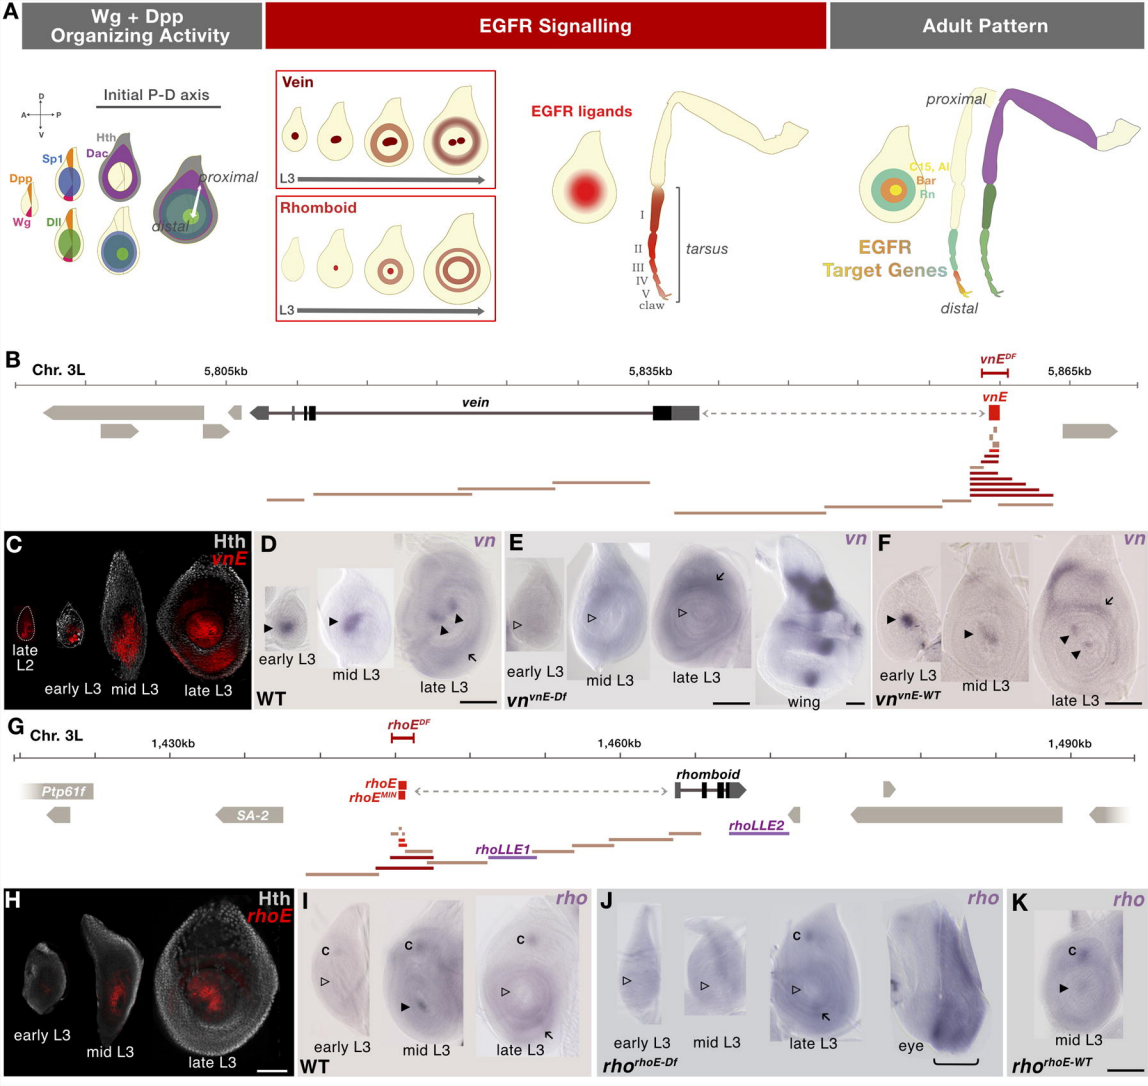 A
Wg + Dpp
Organizing Activity
EGFR Signalling
Adult Pattern
D
A
P
V
Initial P-D axis
Hth
Dac
Sp1
Dpp
Wg
Dll
proximal
distal
Vein
L3
Rhomboid
L3
EGFR ligands
I
II
III
IV
V
claw
tarsus
proximal
C15, Al
Bar
Rn
EGFR
Target Genes
distal
B
Chr. 3L
5,805kb
5,835kb
5,865kb
vnE^DF
vein
vnE
C
Hth
vnE
late
L2
early L3
mid L3
late L3
D
vn
early L3
mid L3
late L3
WT
E
vn
early L3
mid L3
late L3
wing
vn^vnE-Df
F
vn
early L3
mid L3
late L3
vn^vnE-WT
G
Chr. 3L
rhoE^DF
1,430kb
1,460kb
1,490kb
Ptp61f
SA-2
rhoE
rhoE^MIN
rhomboid
rhoLLE1
rhoLLE2
H
Hth
rhoE
early L3
mid L3
late L3
I
rho
c
c
c
early L3
mid L3
late L3
WT
J
rho
c
early L3
mid L3
late L3
eye
rho^rhoE-Df
K
rho
c
mid L3
rho^rhoE-WT